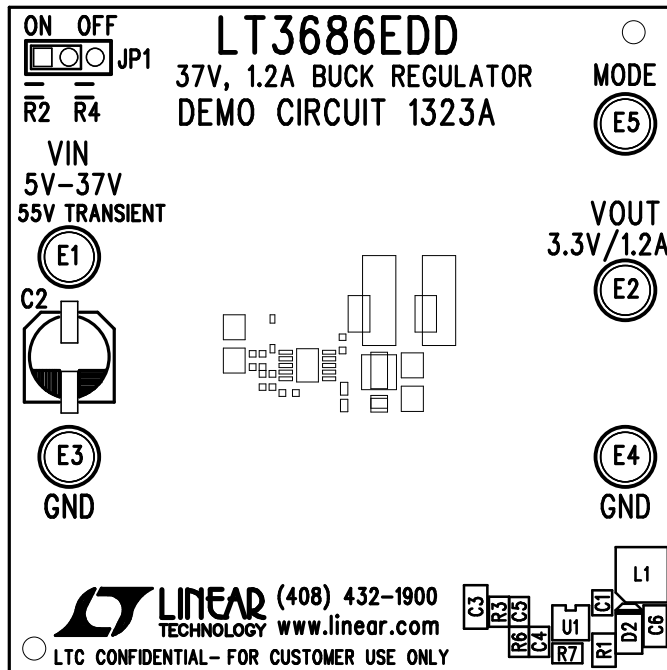 ON OFF
JP1
R2 R4
LT3686EDD
37V, 1.2A BUCK REGULATOR
DEMO CIRCUIT 1323A
MODE
E5
VIN
5V-37V
55V TRANSIENT
E1
C2
VOUT
3.3V/1.2A
E2
E3
GND
E4
GND
LINEAR
TECHNOLOGY
(408) 432-1900
www.linear.com
LTC CONFIDENTIAL- FOR CUSTOMER USE ONLY
C3
R3
C5
R6
C4
U1
R7
C1
R1
L1
D2
C6